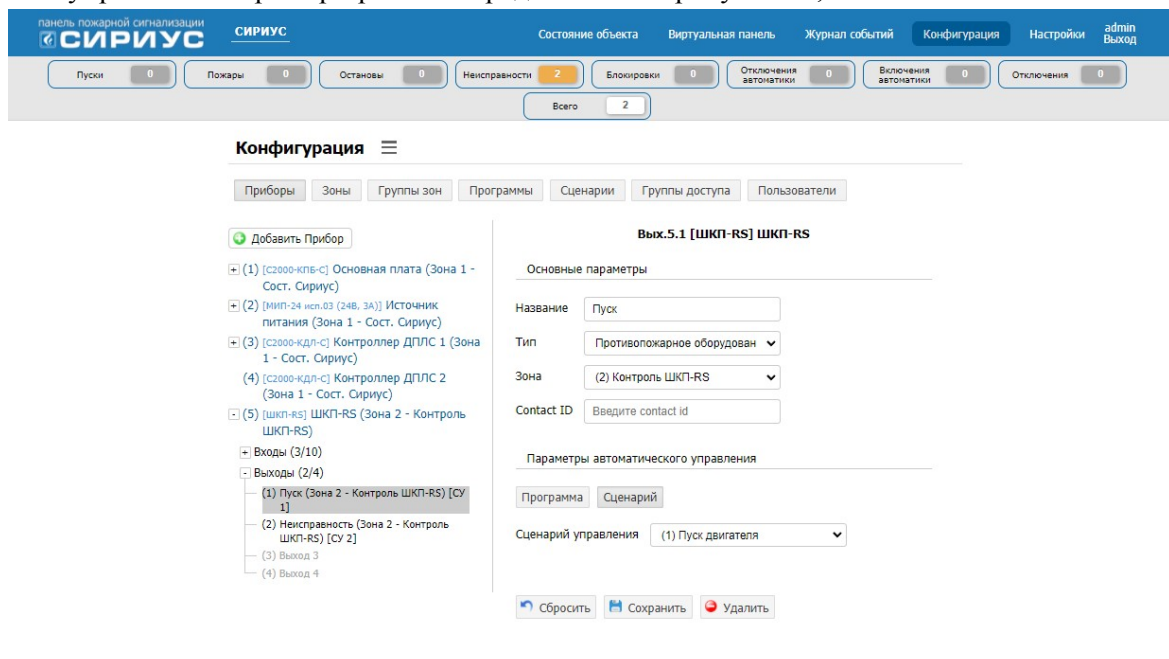 панель пожарной сигнализации
СИРИУС
СИРИУС
Состояние объекта
Виртуальная панель
Журнал событий
Конфигурация
Настройки
admin
Выход
Пуски 0
Пожары 0
Остановы 0
Неисправности 2
Блокировки 0
Отключения автоматики 0
Включения автоматики 0
Отключения 0
Всего 2
Конфигурация
Приборы
Зоны
Группы зон
Программы
Сценарии
Группы доступа
Пользователи
Добавить Прибор
+ (1) [С2000-КПБ-С] Основная плата (Зона 1 -
Сост. Сириус)
+ (2) [МИП-24 исп.03 (24В, 3А)] Источник
питания (Зона 1 - Сост. Сириус)
+ (3) [С2000-КДЛ-С] Контроллер ДПЛС 1 (Зона
1 - Сост. Сириус)
(4) [С2000-КДЛ-С] Контроллер ДПЛС 2
(Зона 1 - Сост. Сириус)
- (5) [ШКП-RS] ШКП-RS (Зона 2 - Контроль
ШКП-RS)
+ Входы (3/10)
- Выходы (2/4)
(1) Пуск (Зона 2 - Контроль ШКП-RS) [СУ
1]
(2) Неисправность (Зона 2 - Контроль
ШКП-RS) [СУ 2]
(3) Выход 3
(4) Выход 4
Вых.5.1 [ШКП-RS] ШКП-RS
Основные параметры
Название Пуск
Тип Противопожарное оборудован
Зона (2) Контроль ШКП-RS
Contact ID Введите contact id
Параметры автоматического управления
Программа
Сценарий
Сценарий управления (1) Пуск двигателя
Сбросить
Сохранить
Удалить